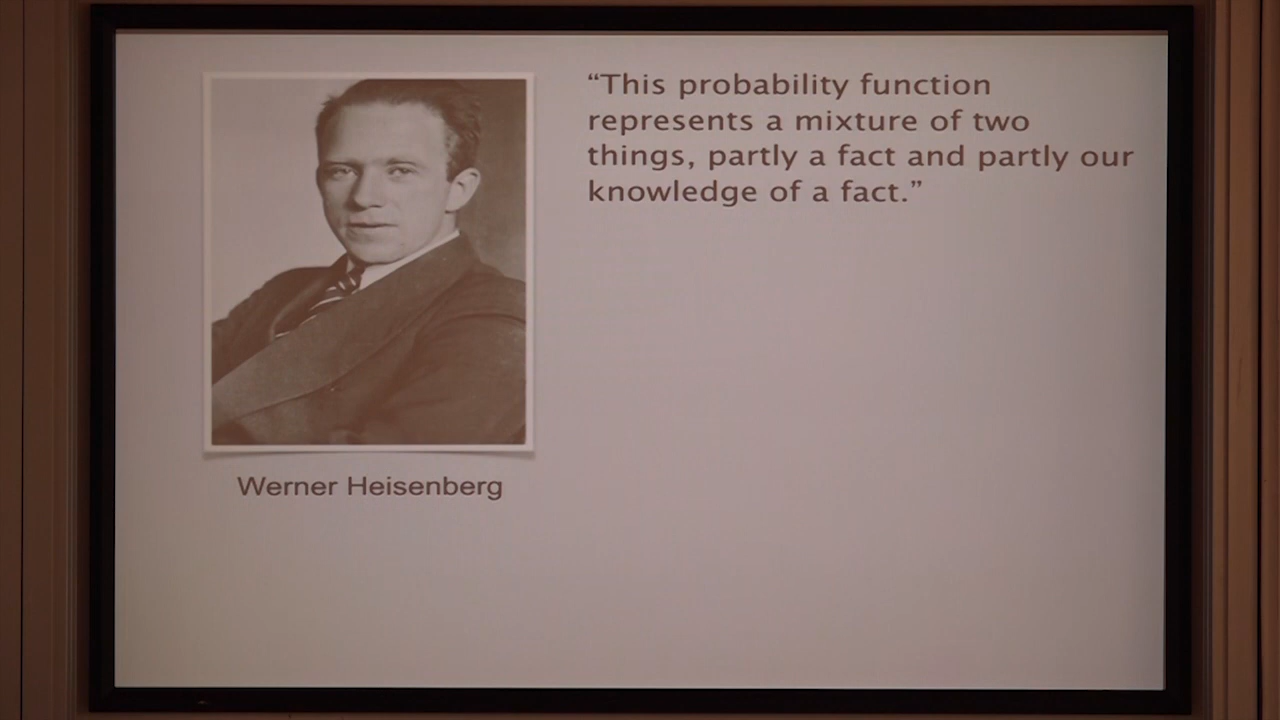 “This probability function
represents a mixture of two
things, partly a fact and partly our
knowledge of a fact.”
Werner Heisenberg